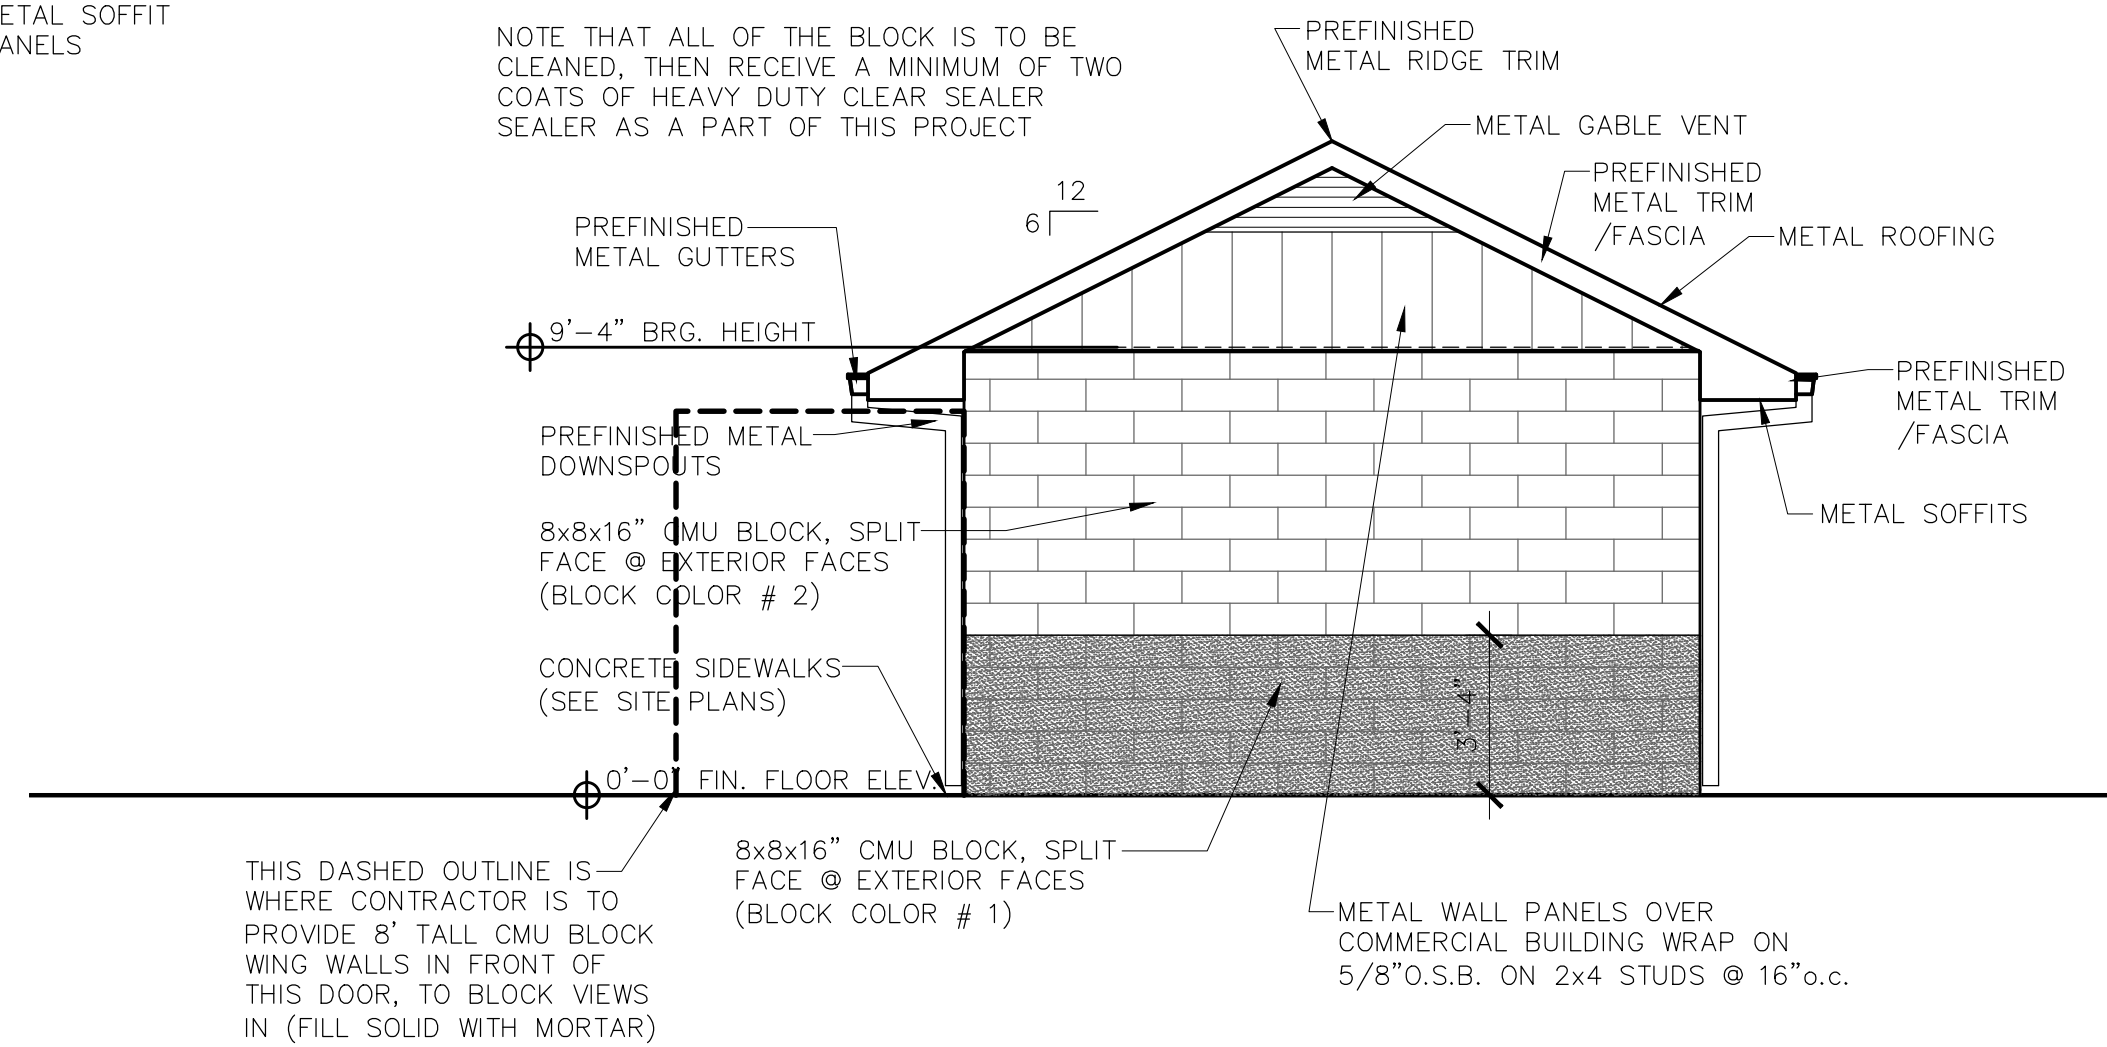 ETAL SOFFIT
ANELS
NOTE THAT ALL OF THE BLOCK IS TO BE
CLEANED, THEN RECEIVE A MINIMUM OF TWO
COATS OF HEAVY DUTY CLEAR SEALER
SEALER AS A PART OF THIS PROJECT
PREFINISHED
METAL RIDGE TRIM
METAL GABLE VENT
PREFINISHED
METAL TRIM
/FASCIA
METAL ROOFING
12
6
PREFINISHED
METAL GUTTERS
9'-4" BRG. HEIGHT
PREFINISHED
METAL TRIM
/FASCIA
METAL SOFFITS
PREFINISHED METAL
DOWNSPOUTS
8x8x16" CMU BLOCK, SPLIT
FACE @ EXTERIOR FACES
(BLOCK COLOR # 2)
CONCRETE SIDEWALKS
(SEE SITE PLANS)
3'-4"
0'-0" FIN. FLOOR ELEV.
8x8x16" CMU BLOCK, SPLIT
FACE @ EXTERIOR FACES
(BLOCK COLOR # 1)
THIS DASHED OUTLINE IS
WHERE CONTRACTOR IS TO
PROVIDE 8' TALL CMU BLOCK
WING WALLS IN FRONT OF
THIS DOOR, TO BLOCK VIEWS
IN (FILL SOLID WITH MORTAR)
METAL WALL PANELS OVER
COMMERCIAL BUILDING WRAP ON
5/8"O.S.B. ON 2x4 STUDS @ 16"o.c.